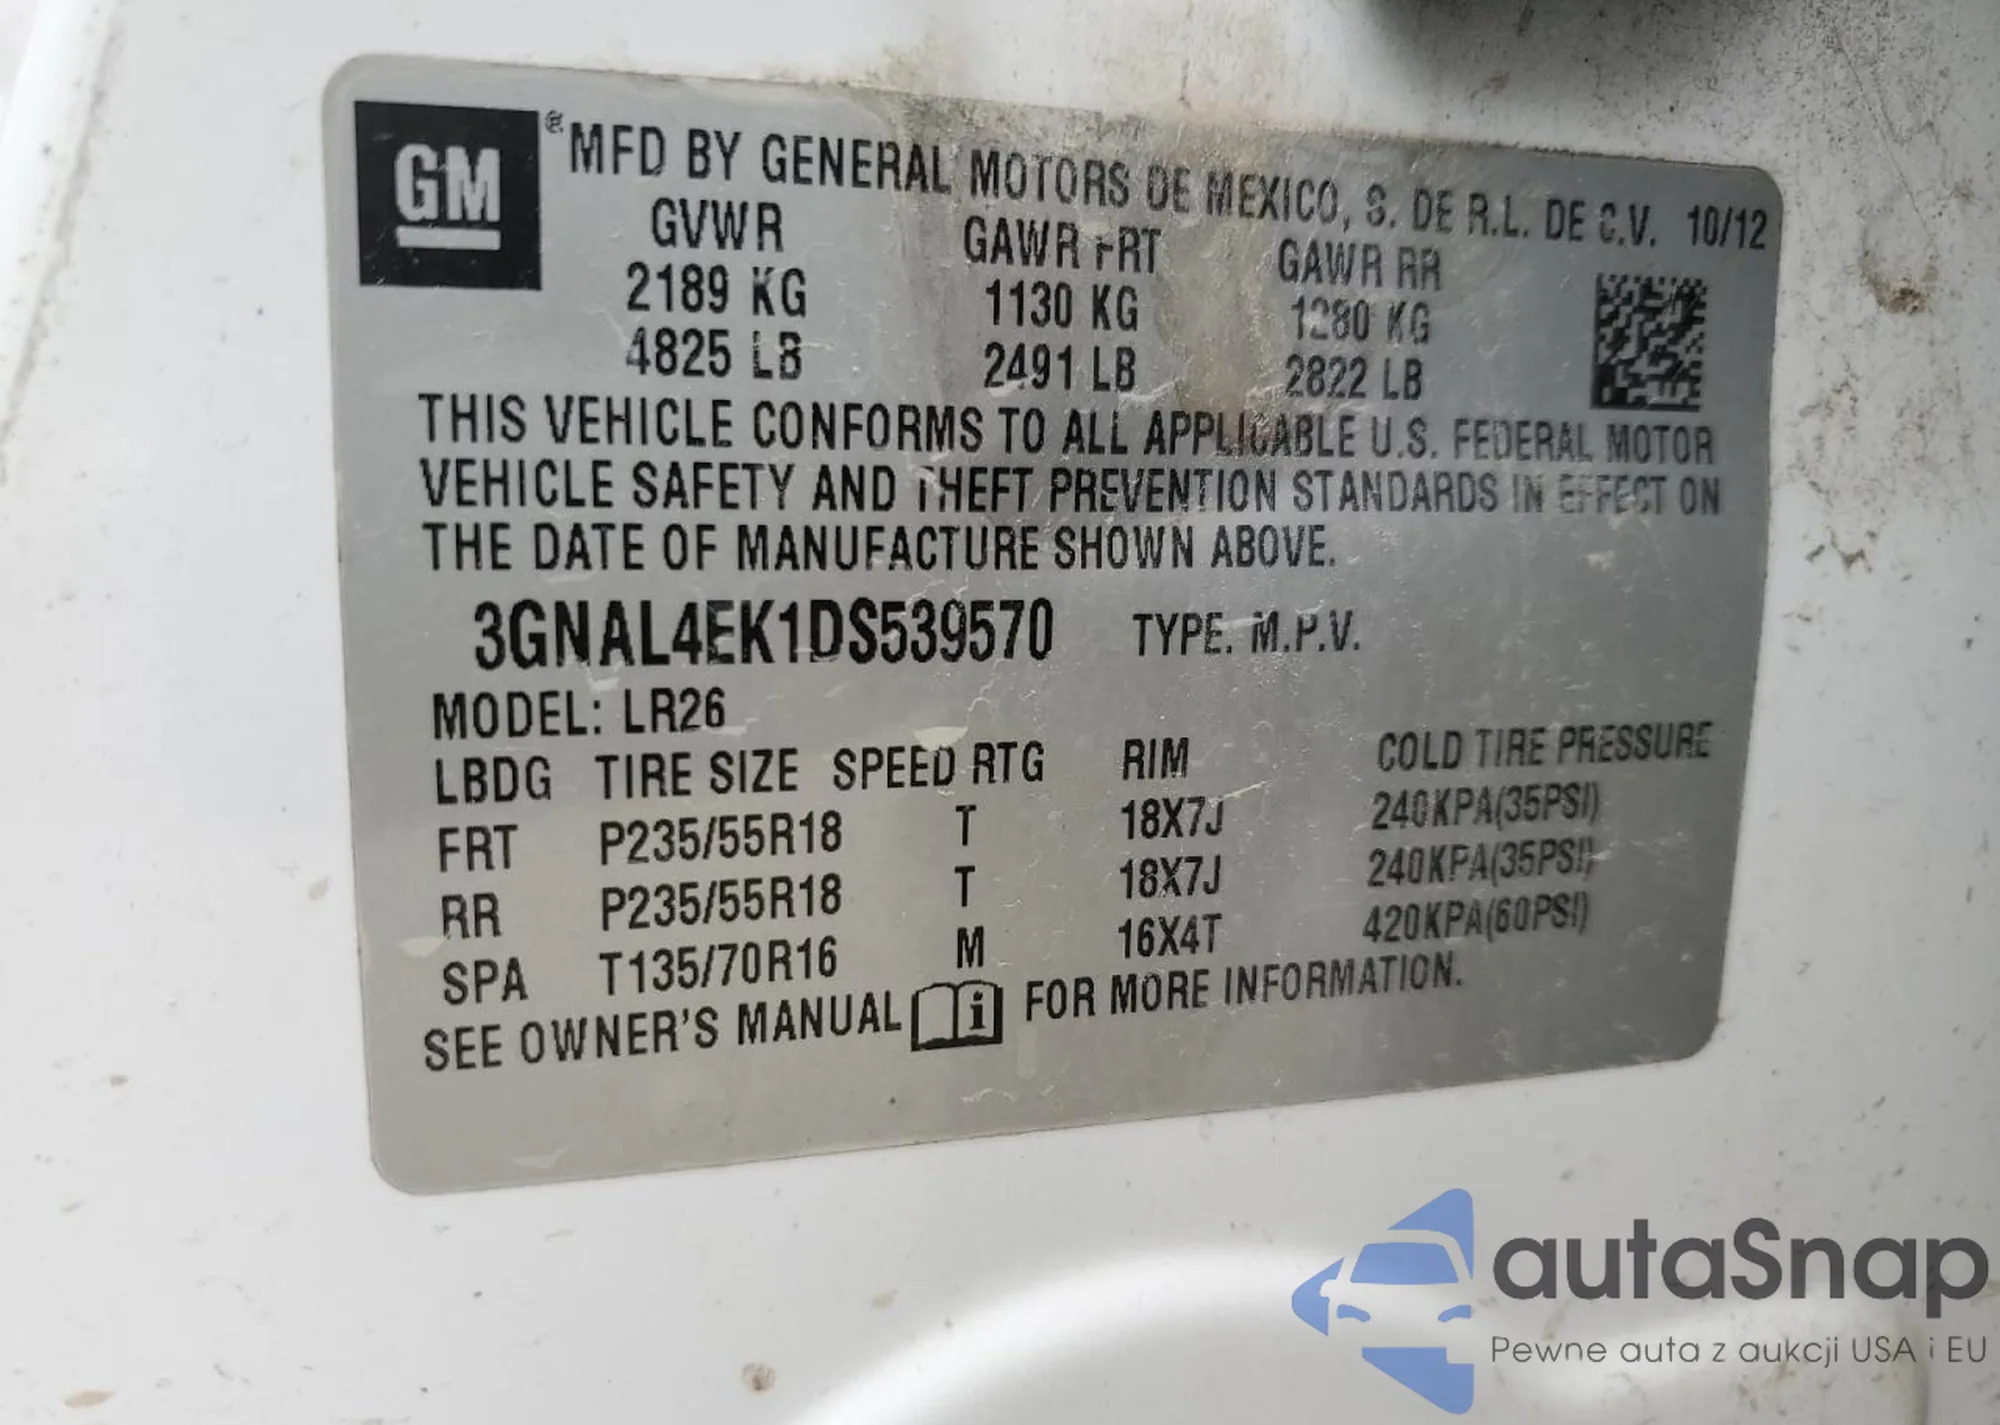 GM ® MFD BY GENERAL MOTORS DE MEXICO, S. DE R.L. DE C.V. 10/12
GVWR GAWR FRT GAWR RR
2189 KG 1130 KG 1280 KG
4825 LB 2491 LB 2822 LB
THIS VEHICLE CONFORMS TO ALL APPLICABLE U.S. FEDERAL MOTOR
VEHICLE SAFETY AND THEFT PREVENTION STANDARDS IN EFFECT ON
THE DATE OF MANUFACTURE SHOWN ABOVE.
3GNAL4EK1DS539570 TYPE. M.P.V.
MODEL: LR26
LBDG TIRE SIZE SPEED RTG RIM COLD TIRE PRESSURE
FRT P235/55R18 T 18X7J 240KPA(35PSI)
RR P235/55R18 T 18X7J 240KPA(35PSI)
SPA T135/70R16 M 16X4T 420KPA(60PSI)
SEE OWNER'S MANUAL i FOR MORE INFORMATION.
autaSnap
Pewne auta z aukcji USA i EU